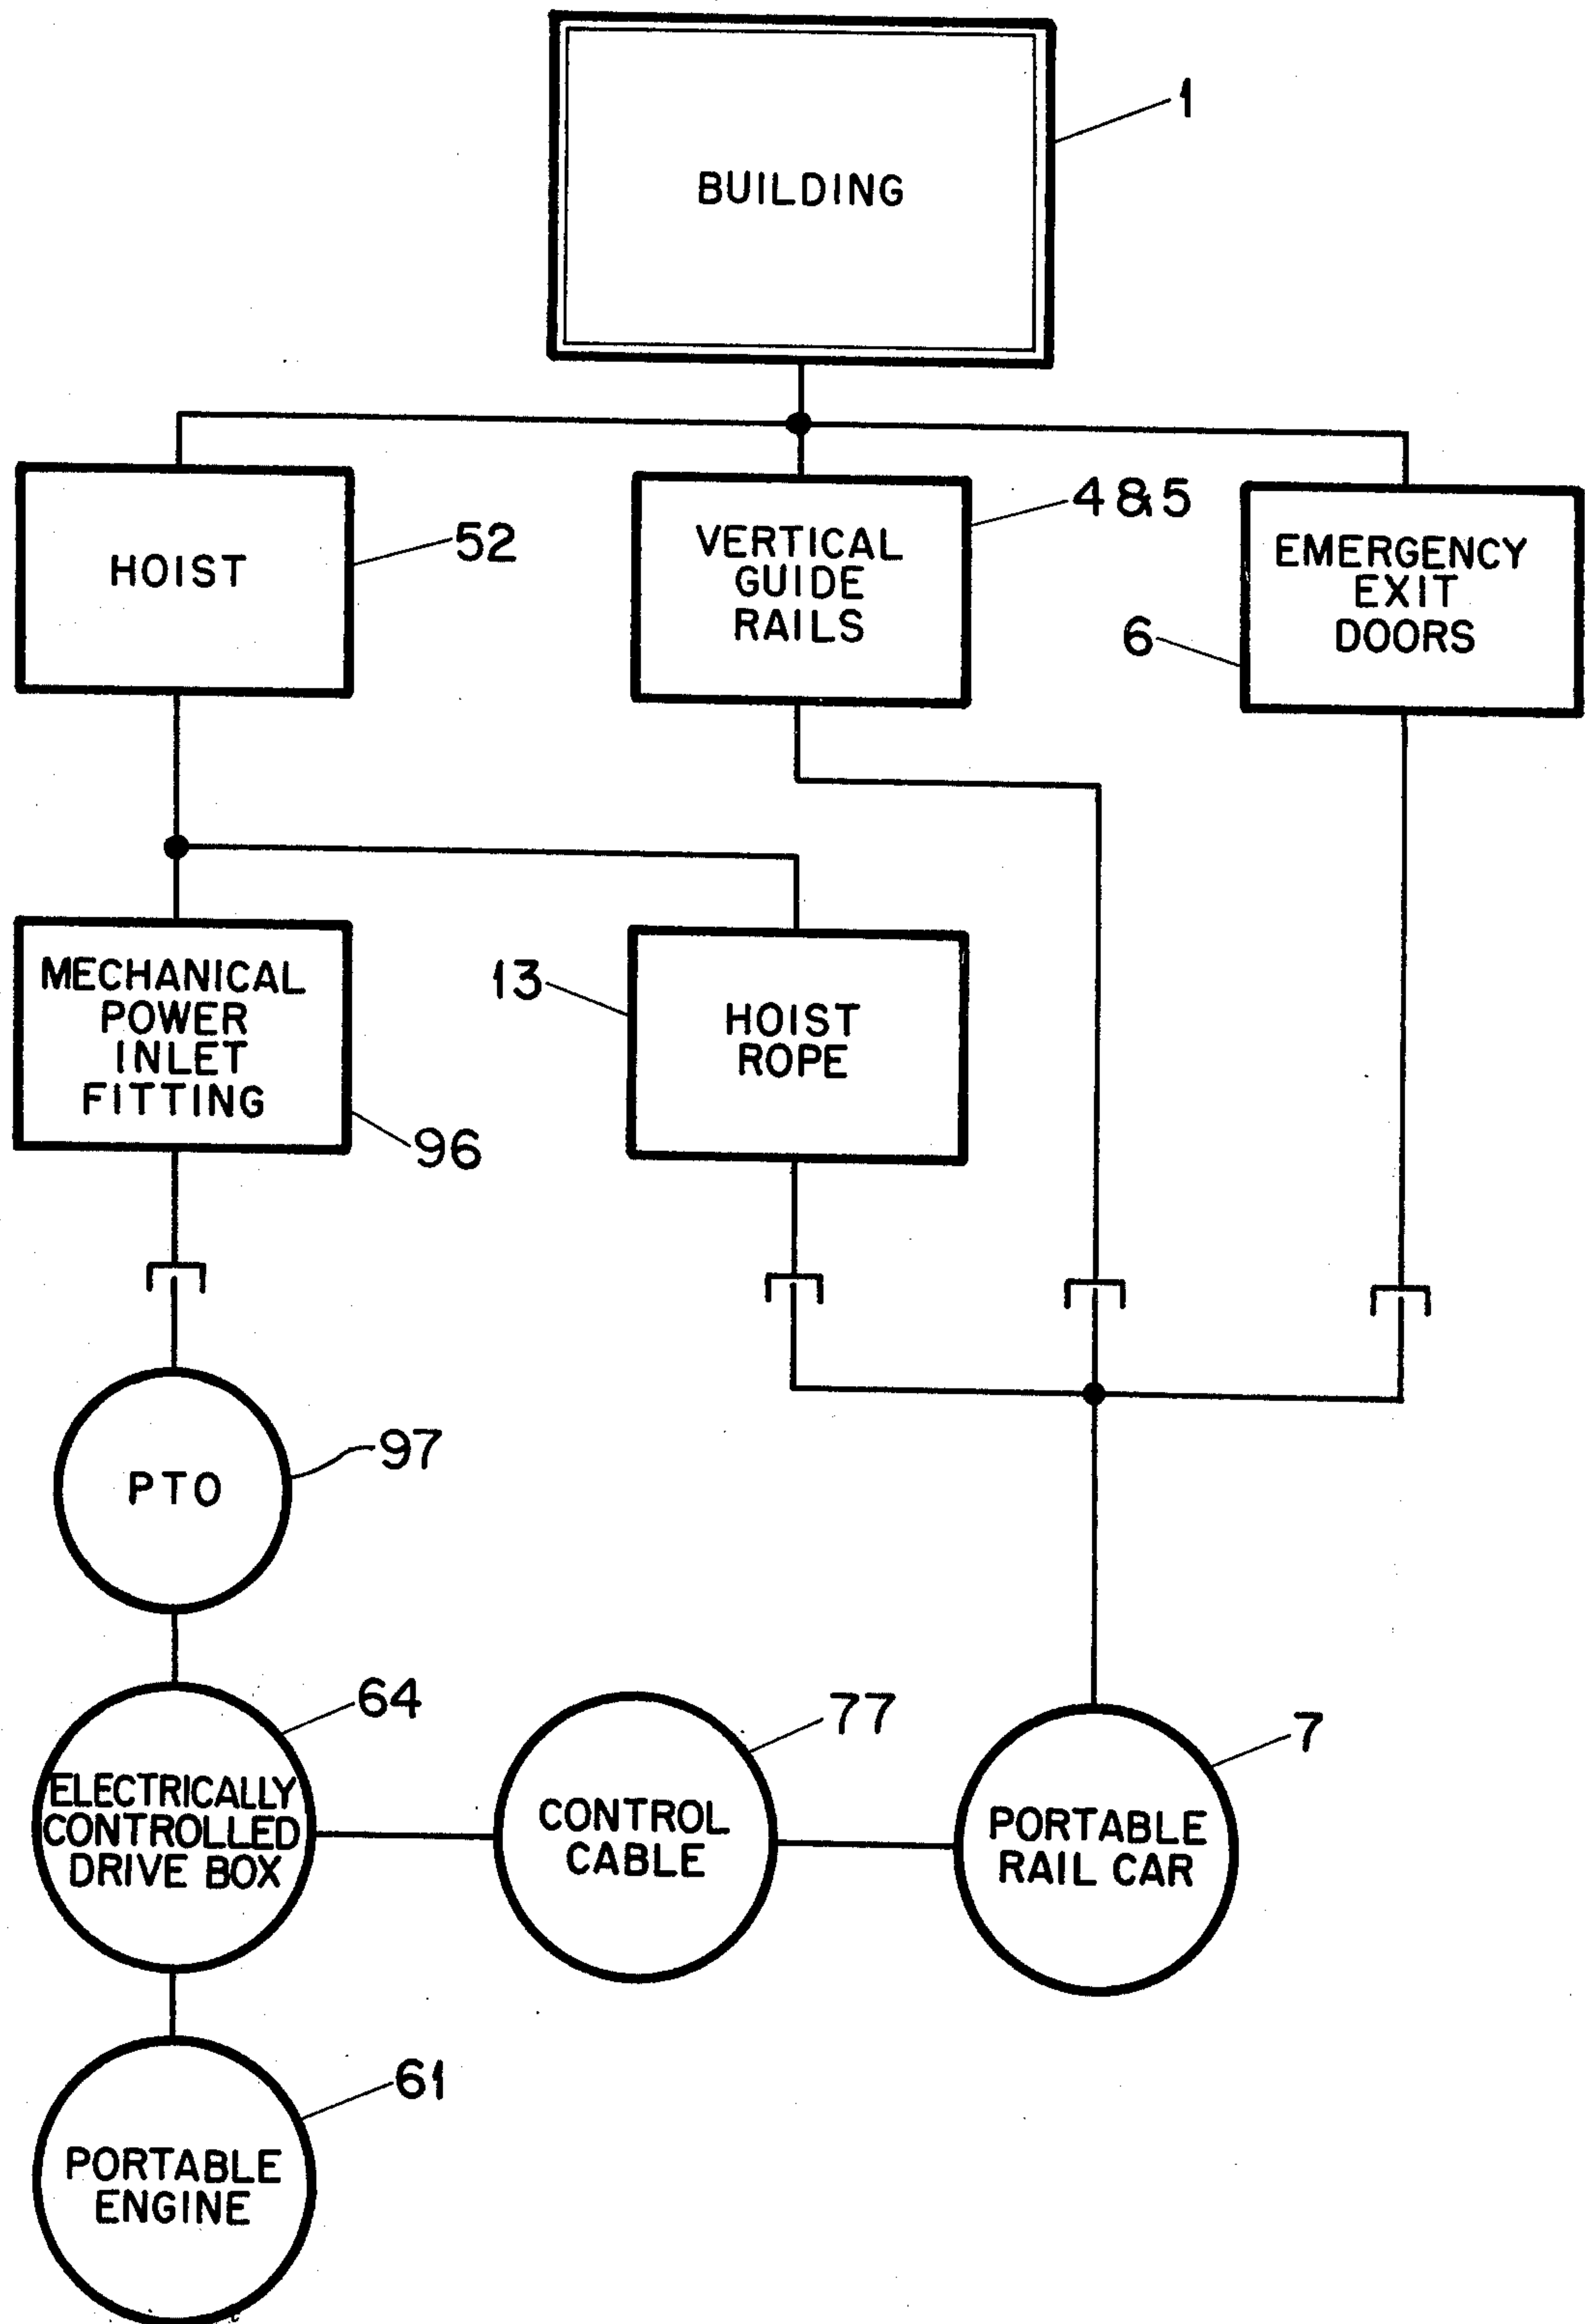 1
BUILDING
HOIST
52
VERTICAL
GUIDE
RAILS
4 & 5
EMERGENCY
EXIT
DOORS
6
MECHANICAL
POWER
INLET
FITTING
96
13
HOIST
ROPE
PTO
97
64
ELECTRICALLY
CONTROLLED
DRIVE BOX
77
CONTROL
CABLE
7
PORTABLE
RAIL CAR
61
PORTABLE
ENGINE